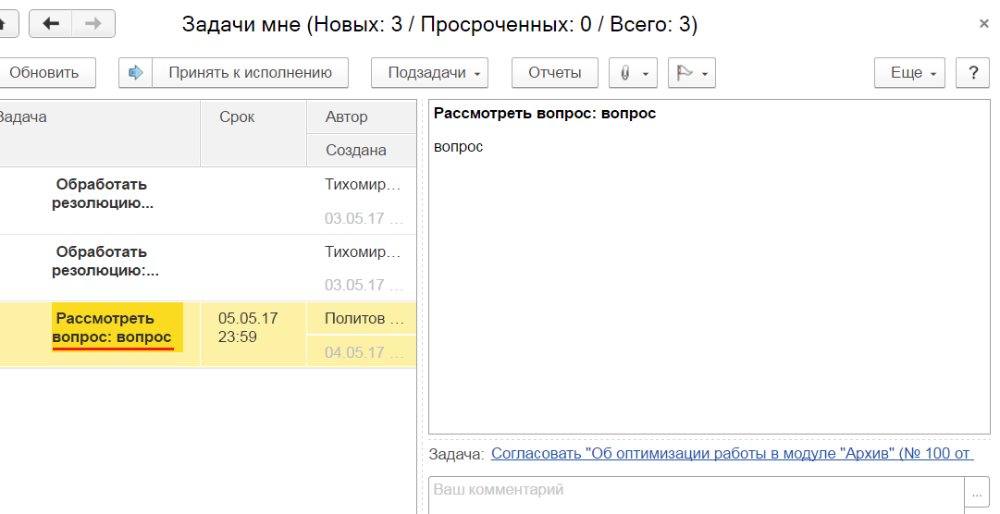 Задачи мне (Новых: 3 / Просроченных: 0 / Всего: 3)
Обновить
Принять к исполнению
Подзадачи
Отчеты
Еще
?
Задача
Срок
Автор
Создана
Обработать
резолюцию...
Тихомир...
03.05.17 ...
Обработать
резолюцию:...
Тихомир...
03.05.17 ...
Рассмотреть
вопрос: вопрос
05.05.17
23:59
Политов ...
04.05.17 ...
Рассмотреть вопрос: вопрос
вопрос
Задача: Согласовать "Об оптимизации работы в модуле "Архив" (№ 100 от
Ваш комментарий
...